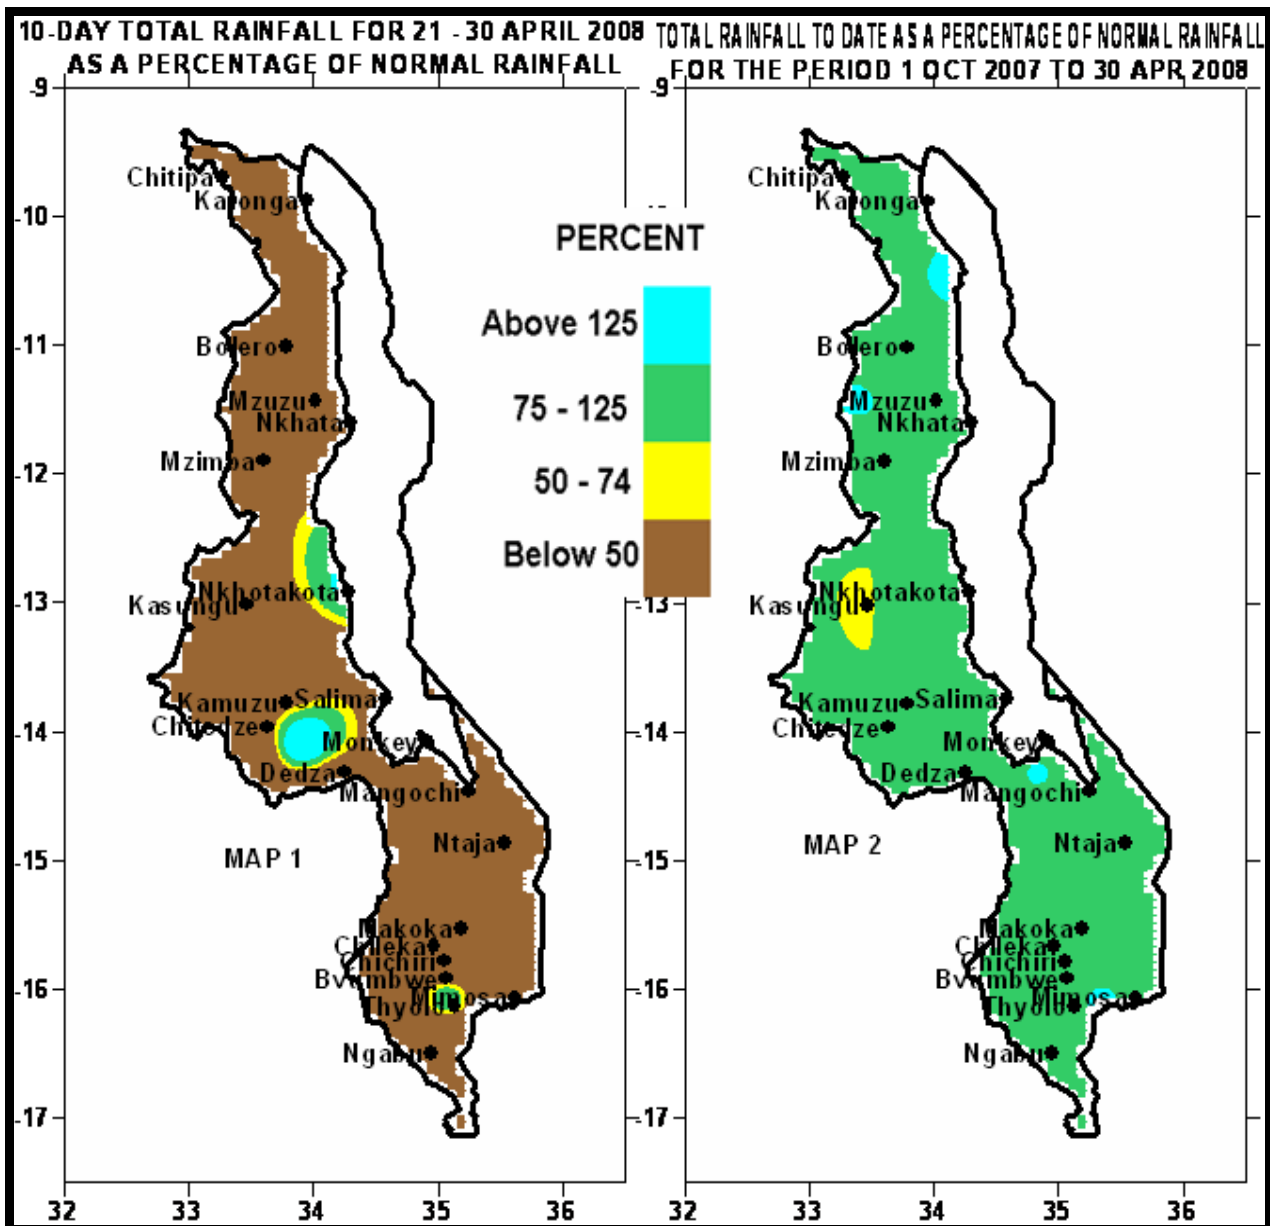 10-DAY TOTAL RAINFALL FOR 21 - 30 APRIL 2008
AS A PERCENTAGE OF NORMAL RAINFALL
TOTAL RAINFALL TO DATE AS A PERCENTAGE OF NORMAL RAINFALL
FOR THE PERIOD 1 OCT 2007 TO 30 APR 2008
-9
-10
-11
-12
-13
-14
-15
-16
-17
32
33
34
35
36
Chitipa
Karonga
Bolero
Mzuzu
Nkhata
Mzimba
Nkhotakota
Kasungu
Kamuzu
Salima
Chitedze
Monkey
Dedza
Mangochi
MAP 1
Ntaja
Makoka
Chileka
Chichiri
Bvumbwe
Mimosa
Thyolo
Ngabu
PERCENT
Above 125
75 - 125
50 - 74
Below 50
-9
-11
-12
-13
-14
-15
-16
-17
32
33
34
35
36
Chitipa
Karonga
Bolero
Mzuzu
Nkhata
Mzimba
Nkhotakota
Kasungu
Kamuzu
Salima
Chitedze
Monkey
Dedza
Mangochi
MAP 2
Ntaja
Makoka
Chileka
Chichiri
Bvumbwe
Mimosa
Thyolo
Ngabu